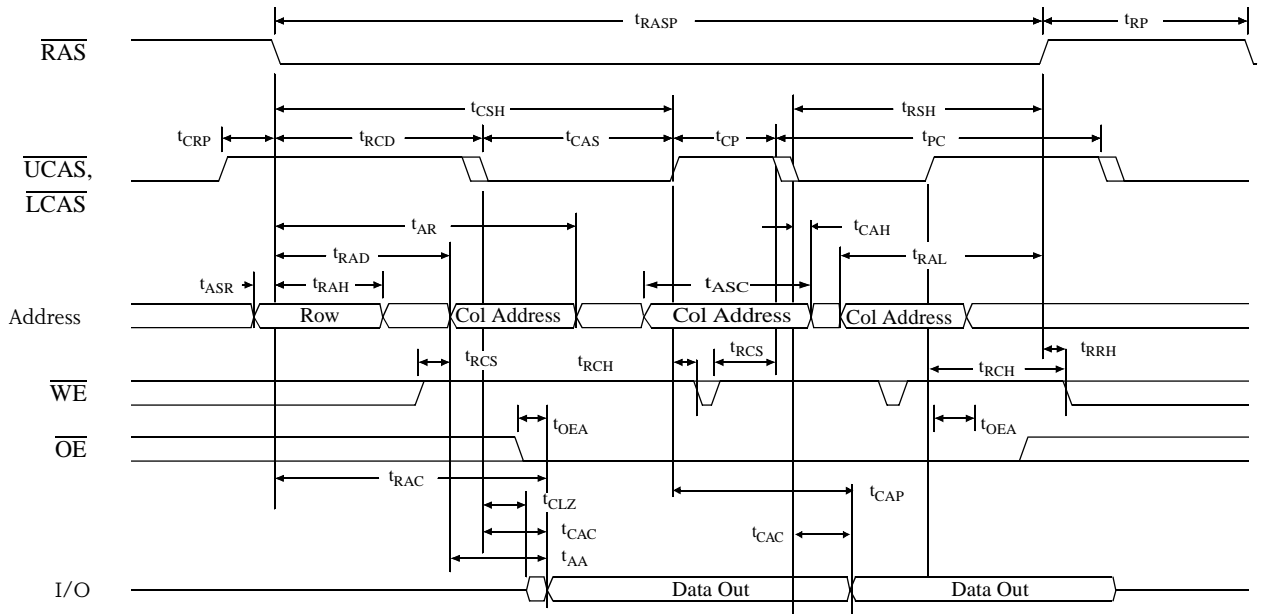 tRASP tRP
RAS
tCSH tRSH
tCRP tRCD tCAS tCP tPC
UCAS,
LCAS
tAR tCAH
tRAD tRAL
tASR tRAH tASC
Address Row Col Address Col Address Col Address
tRCS tRCH tRCS tRRH
tRCH
WE
tOEA tOEA
OE
tRAC
tCLZ tCAP
tCAC tCAC
tAA
I/O Data Out Data Out